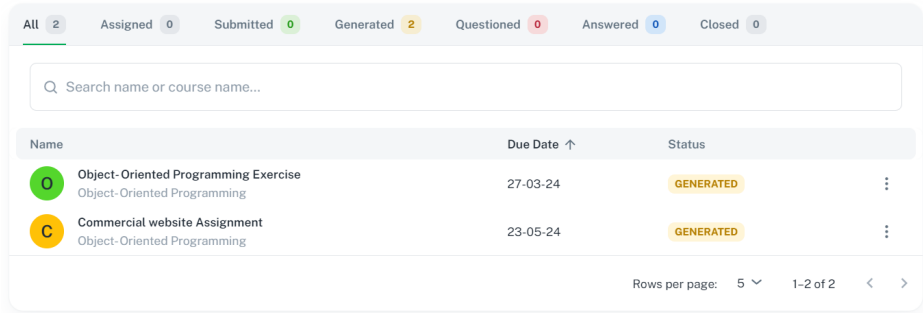 All 2 Assigned 0 Submitted 0 Generated 2 Questioned 0 Answered 0 Closed 0
Search name or course name...
Name Due Date Status
O Object-Oriented Programming Exercise 27-03-24 GENERATED
Object-Oriented Programming
C Commercial website Assignment 23-05-24 GENERATED
Object-Oriented Programming
Rows per page: 5 1–2 of 2